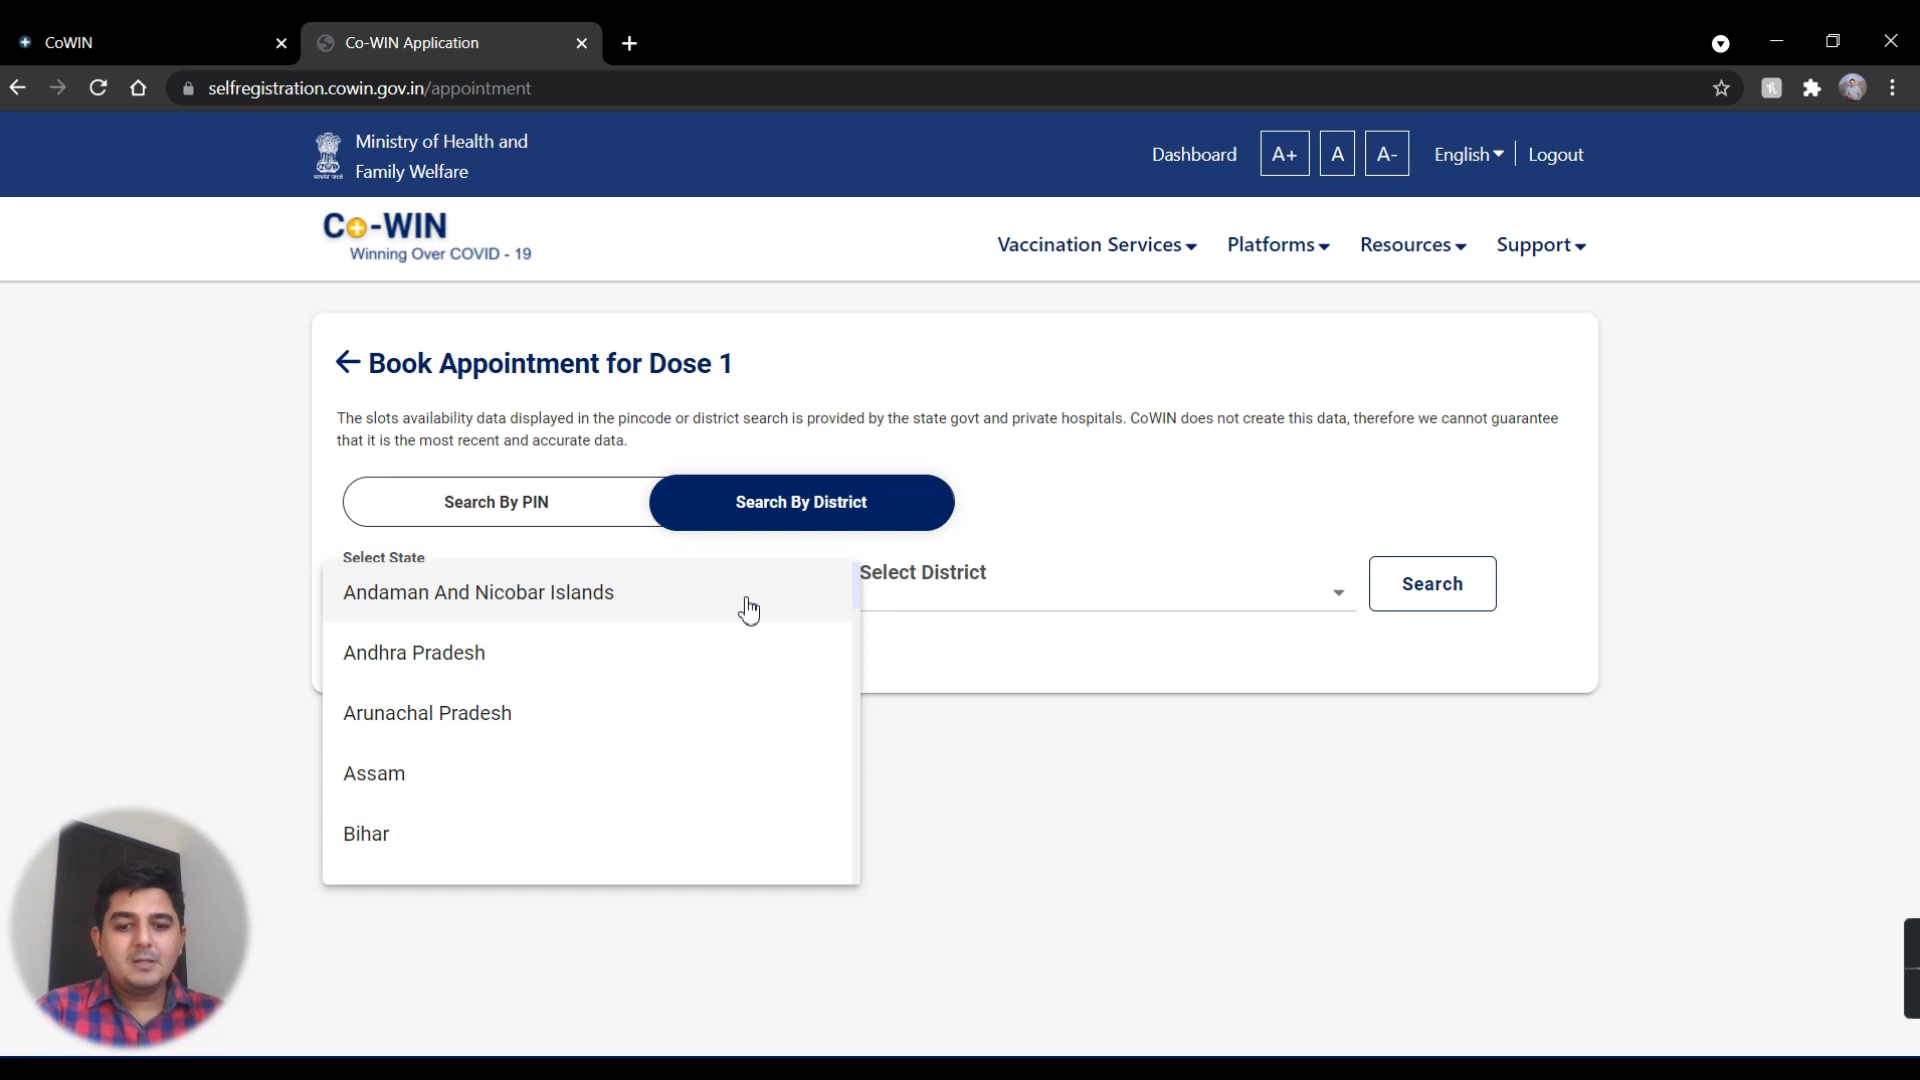 CoWIN
Co-WIN Application
selfregistration.cowin.gov.in/appointment
Ministry of Health and
Family Welfare
Dashboard A+ A A- English Logout
Co-WIN
Winning Over COVID - 19
Vaccination Services Platforms Resources Support
Book Appointment for Dose 1
The slots availability data displayed in the pincode or district search is provided by the state govt and private hospitals. CoWIN does not create this data, therefore we cannot guarantee
that it is the most recent and accurate data.
Search By PIN Search By District
Select State
Select District
Search
Andaman And Nicobar Islands
Andhra Pradesh
Arunachal Pradesh
Assam
Bihar